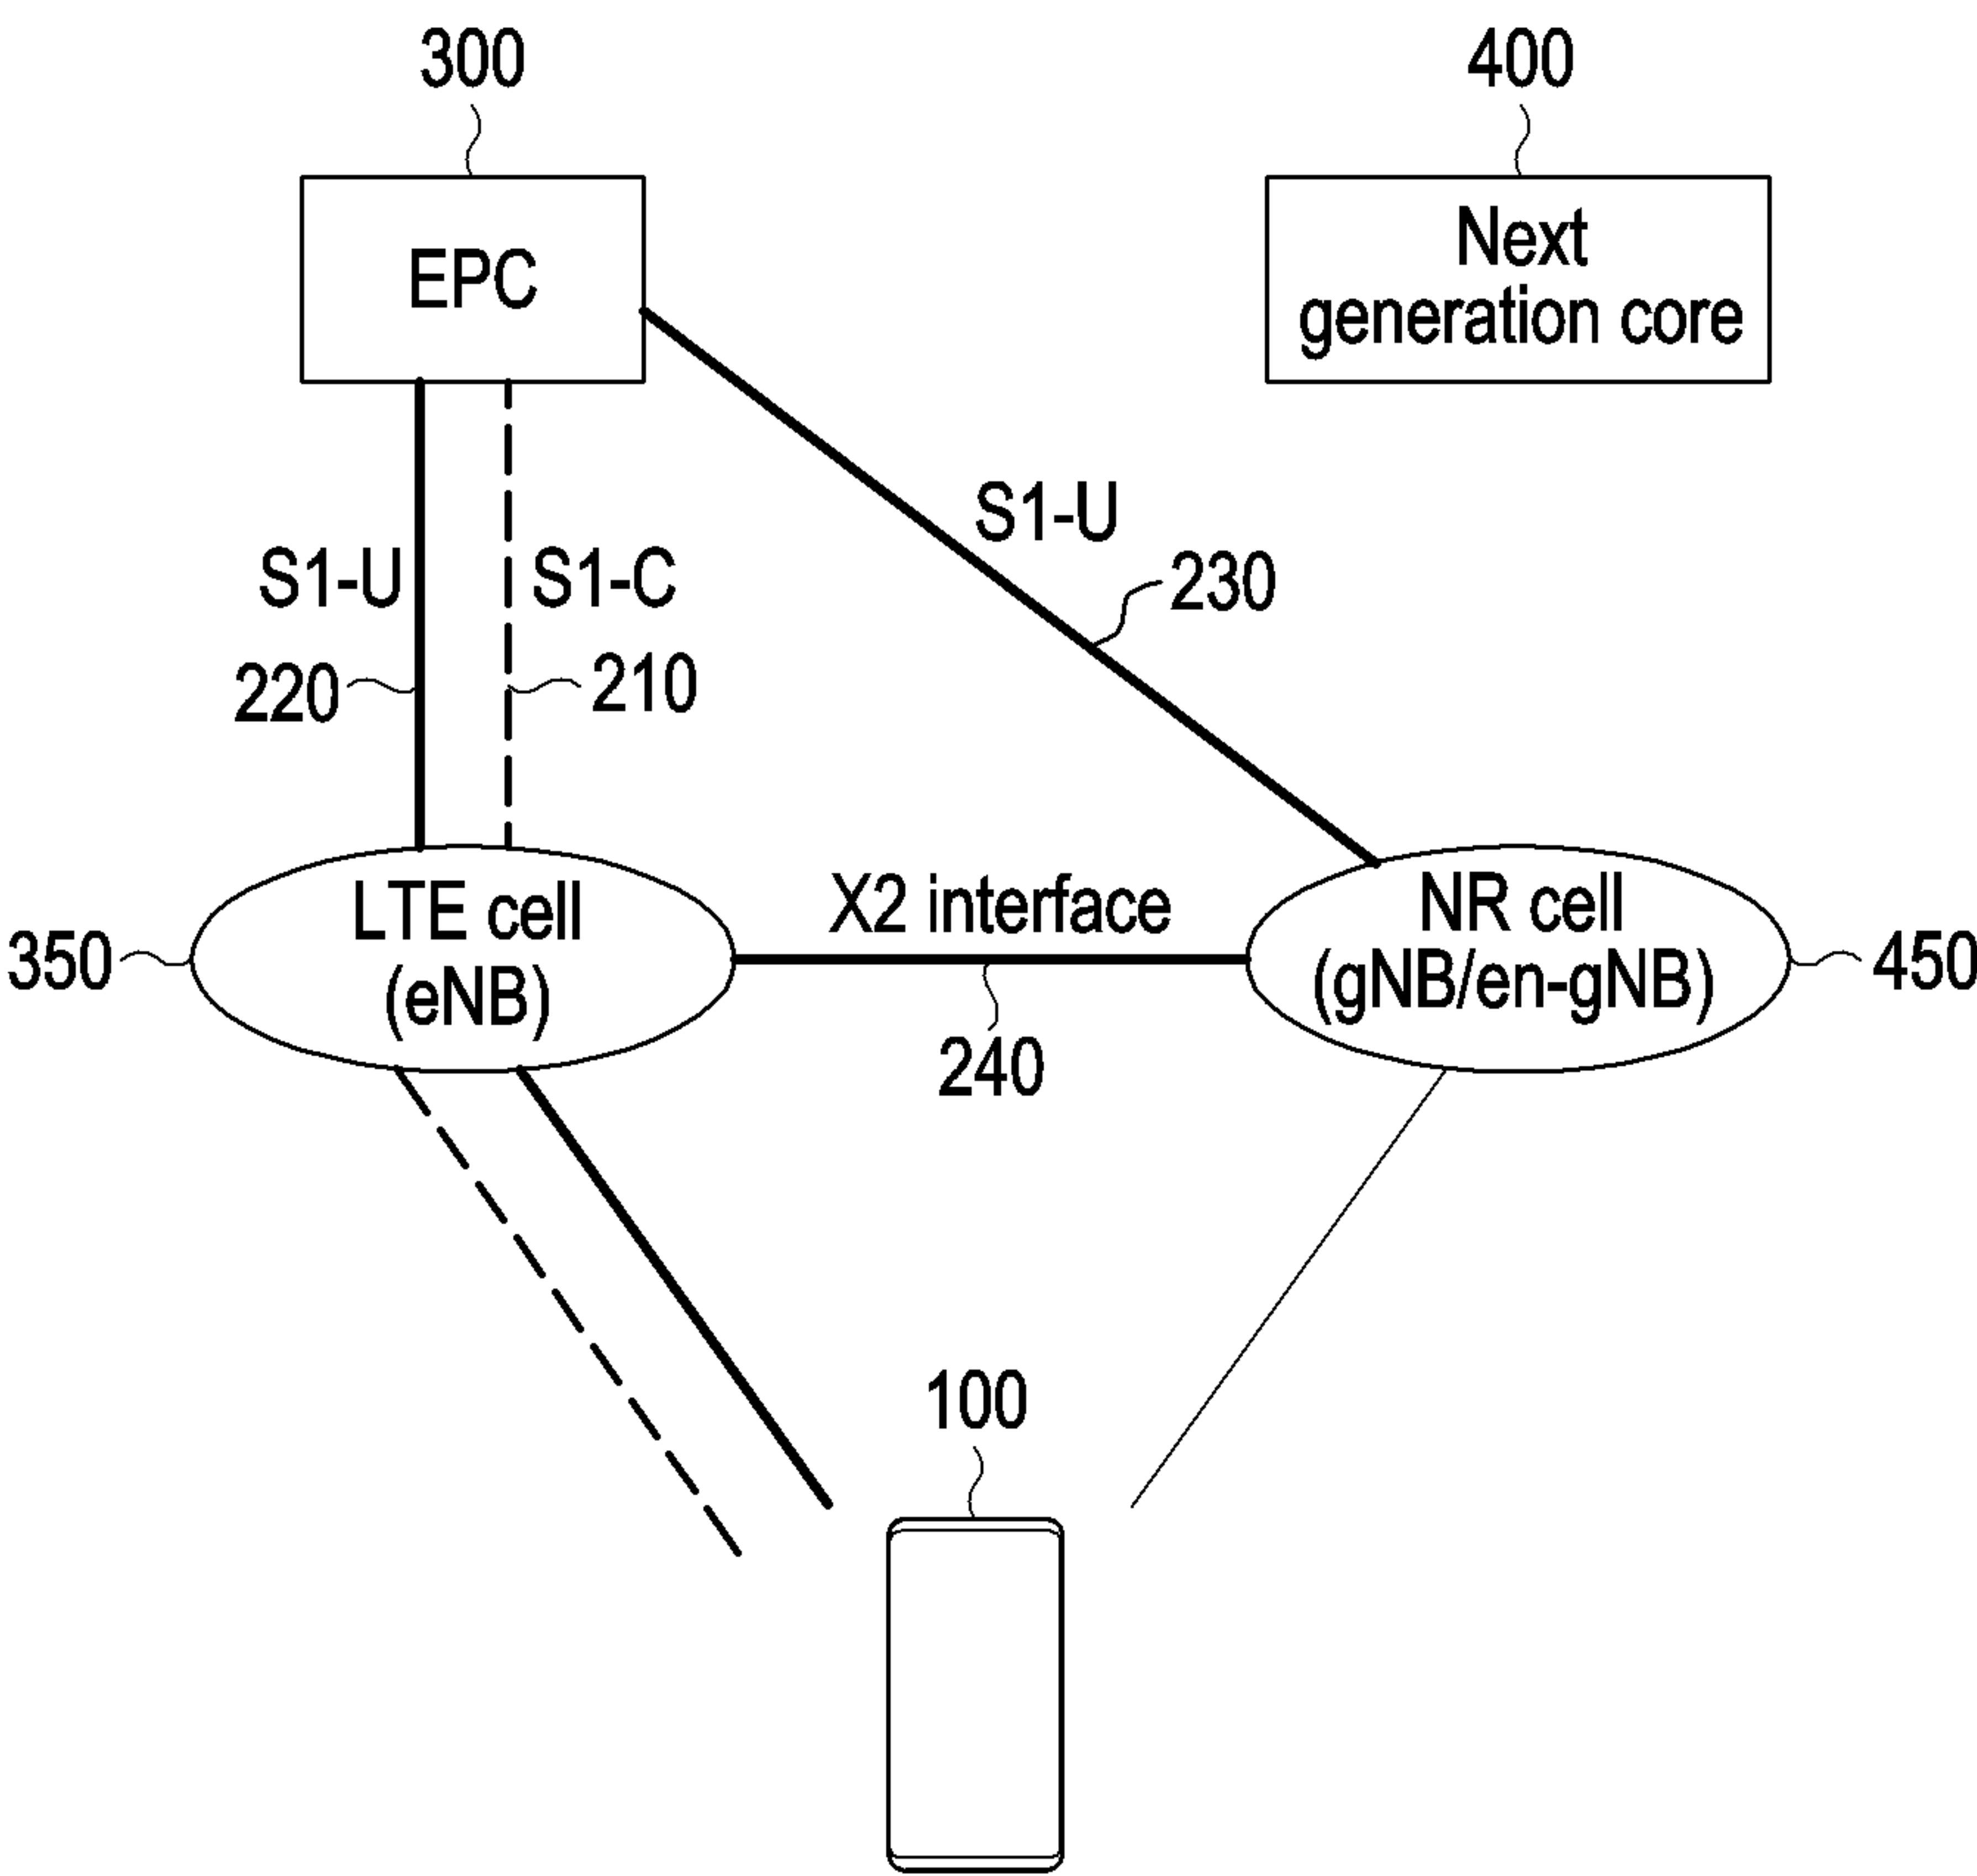 300
400
EPC
Next
generation core
S1-U
S1-U
S1-C
230
220
210
LTE cell
(eNB)
X2 interface
NR cell
(gNB/en-gNB)
350
450
240
100